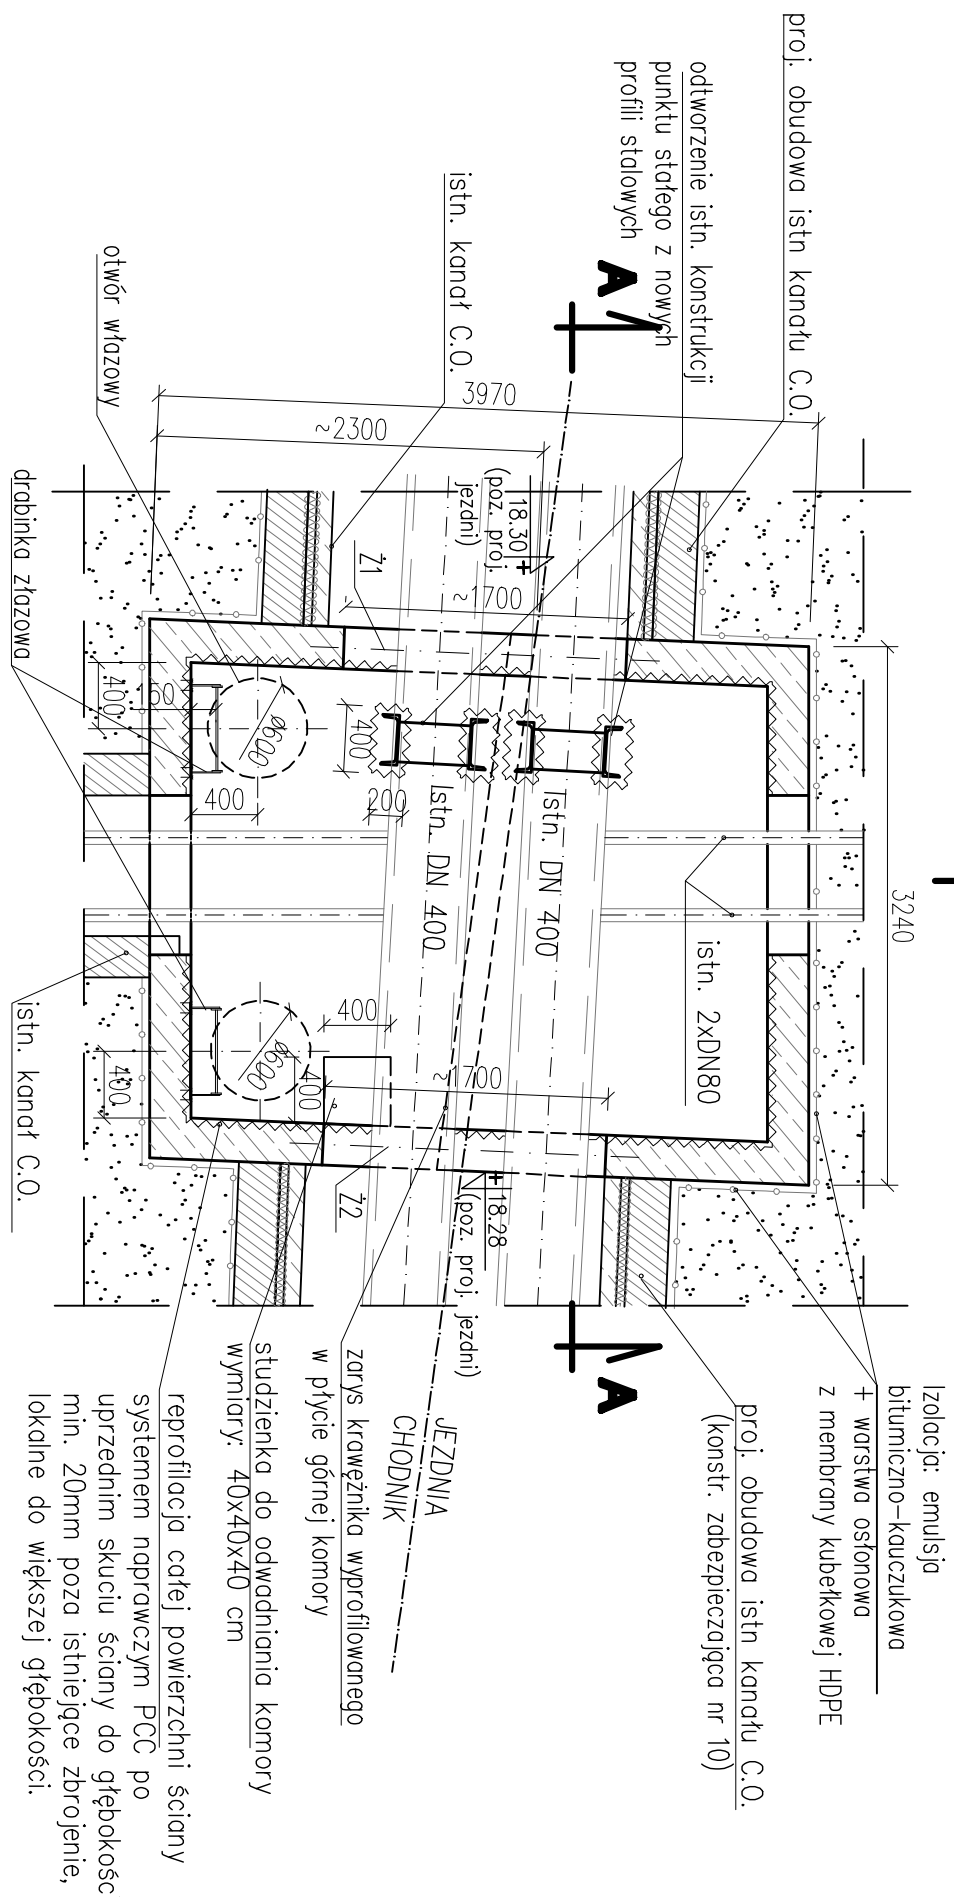 proj. obudowa istn kanału C.O.
odtworzenie istn. konstrukcji
punktu stałego z nowych
profili stalowych
A
istn. kanał C.O.
otwór włazowy
drabinka złazowa
3970
~2300
18.30
(poz. proj.
jezdni)
Ż1
~1700
400
150
ø600
400
400
200
Istn. DN 400
Istn. DN 400
istn. 2xDN80
3240
istn. kanał C.O.
400
ø600
400
400
~1700
Ż2
18.28
(poz. proj. jezdni)
A
Izolacja: emulsja
bitumiczno-kauczukowa
+ warstwa osłonowa
z membrany kubełkowej HDPE
proj. obudowa istn kanału C.O.
(konstr. zabezpieczająca nr 10)
JEZDNIA
CHODNIK
zarys krawężnika wyprofilowanego
w płycie górnej komory
studzienka do odwadniania komory
wymiary: 40x40x40 cm
reprofilacja całej powierzchni ściany
systemem naprawczym PCC po
uprzednim skuciu ściany do głębokośc
min. 20mm poza istniejące zbrojenie,
lokalne do większej głębokości.